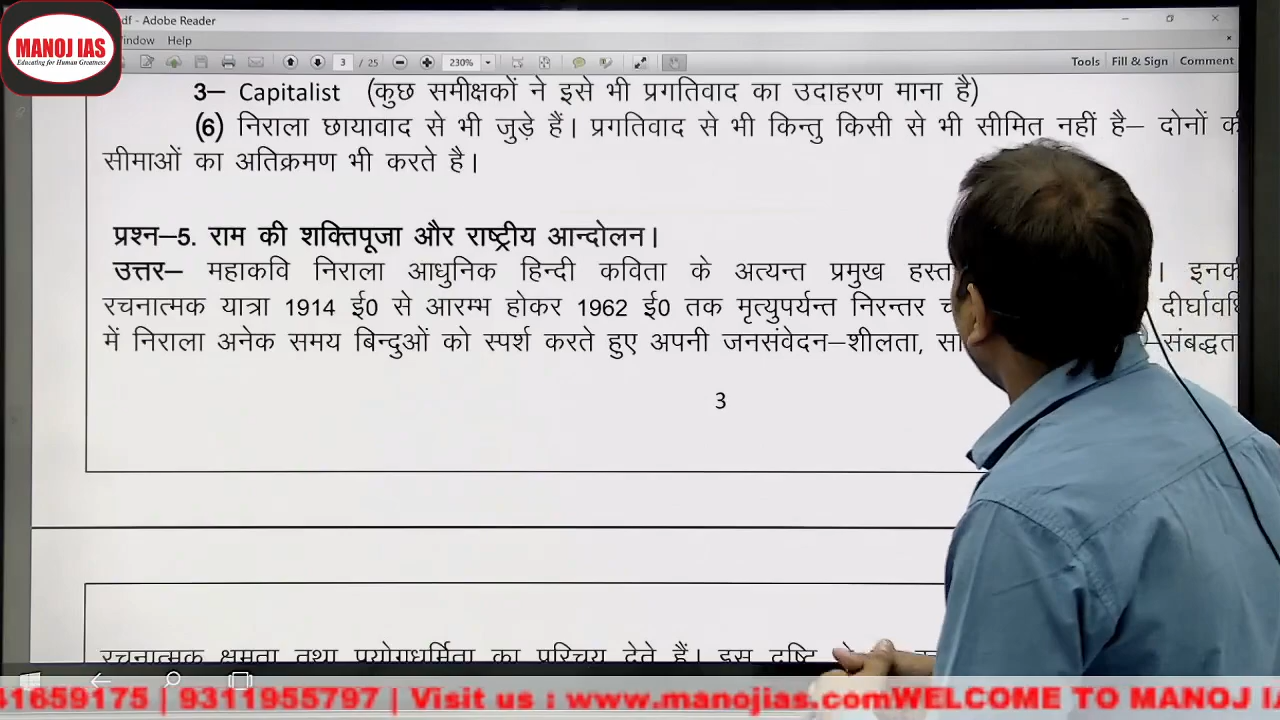 MANOJ IAS
Educating for Human Greatness
df - Adobe Reader
indow Help
3 / 25
230%
Tools Fill & Sign Comment
3– Capitalist (कुछ समीक्षकों ने इसे भी प्रगतिवाद का उदाहरण माना है)
(6) निराला छायावाद से भी जुड़े हैं। प्रगतिवाद से भी किन्तु किसी से भी सीमित नहीं है– दोनों की
सीमाओं का अतिक्रमण भी करते है।
प्रश्न–5. राम की शक्तिपूजा और राष्ट्रीय आन्दोलन।
उत्तर– महाकवि निराला आधुनिक हिन्दी कविता के अत्यन्त प्रमुख हस्ता । इनकी
रचनात्मक यात्रा 1914 ई0 से आरम्भ होकर 1962 ई0 तक मृत्युपर्यन्त निरन्तर दीर्घावधि
में निराला अनेक समय बिन्दुओं को स्पर्श करते हुए अपनी जनसंवेदन–शीलता, सा –संबद्धता
3
रचनात्मक क्षमता तथा प्रयोगधर्मिता का परिचय देते हैं। इस दृष्टि
41659175 | 9311955797 | Visit us : www.manojias.comWELCOME TO MANOJ IA